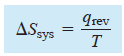 ΔS_sys = q_rev / T